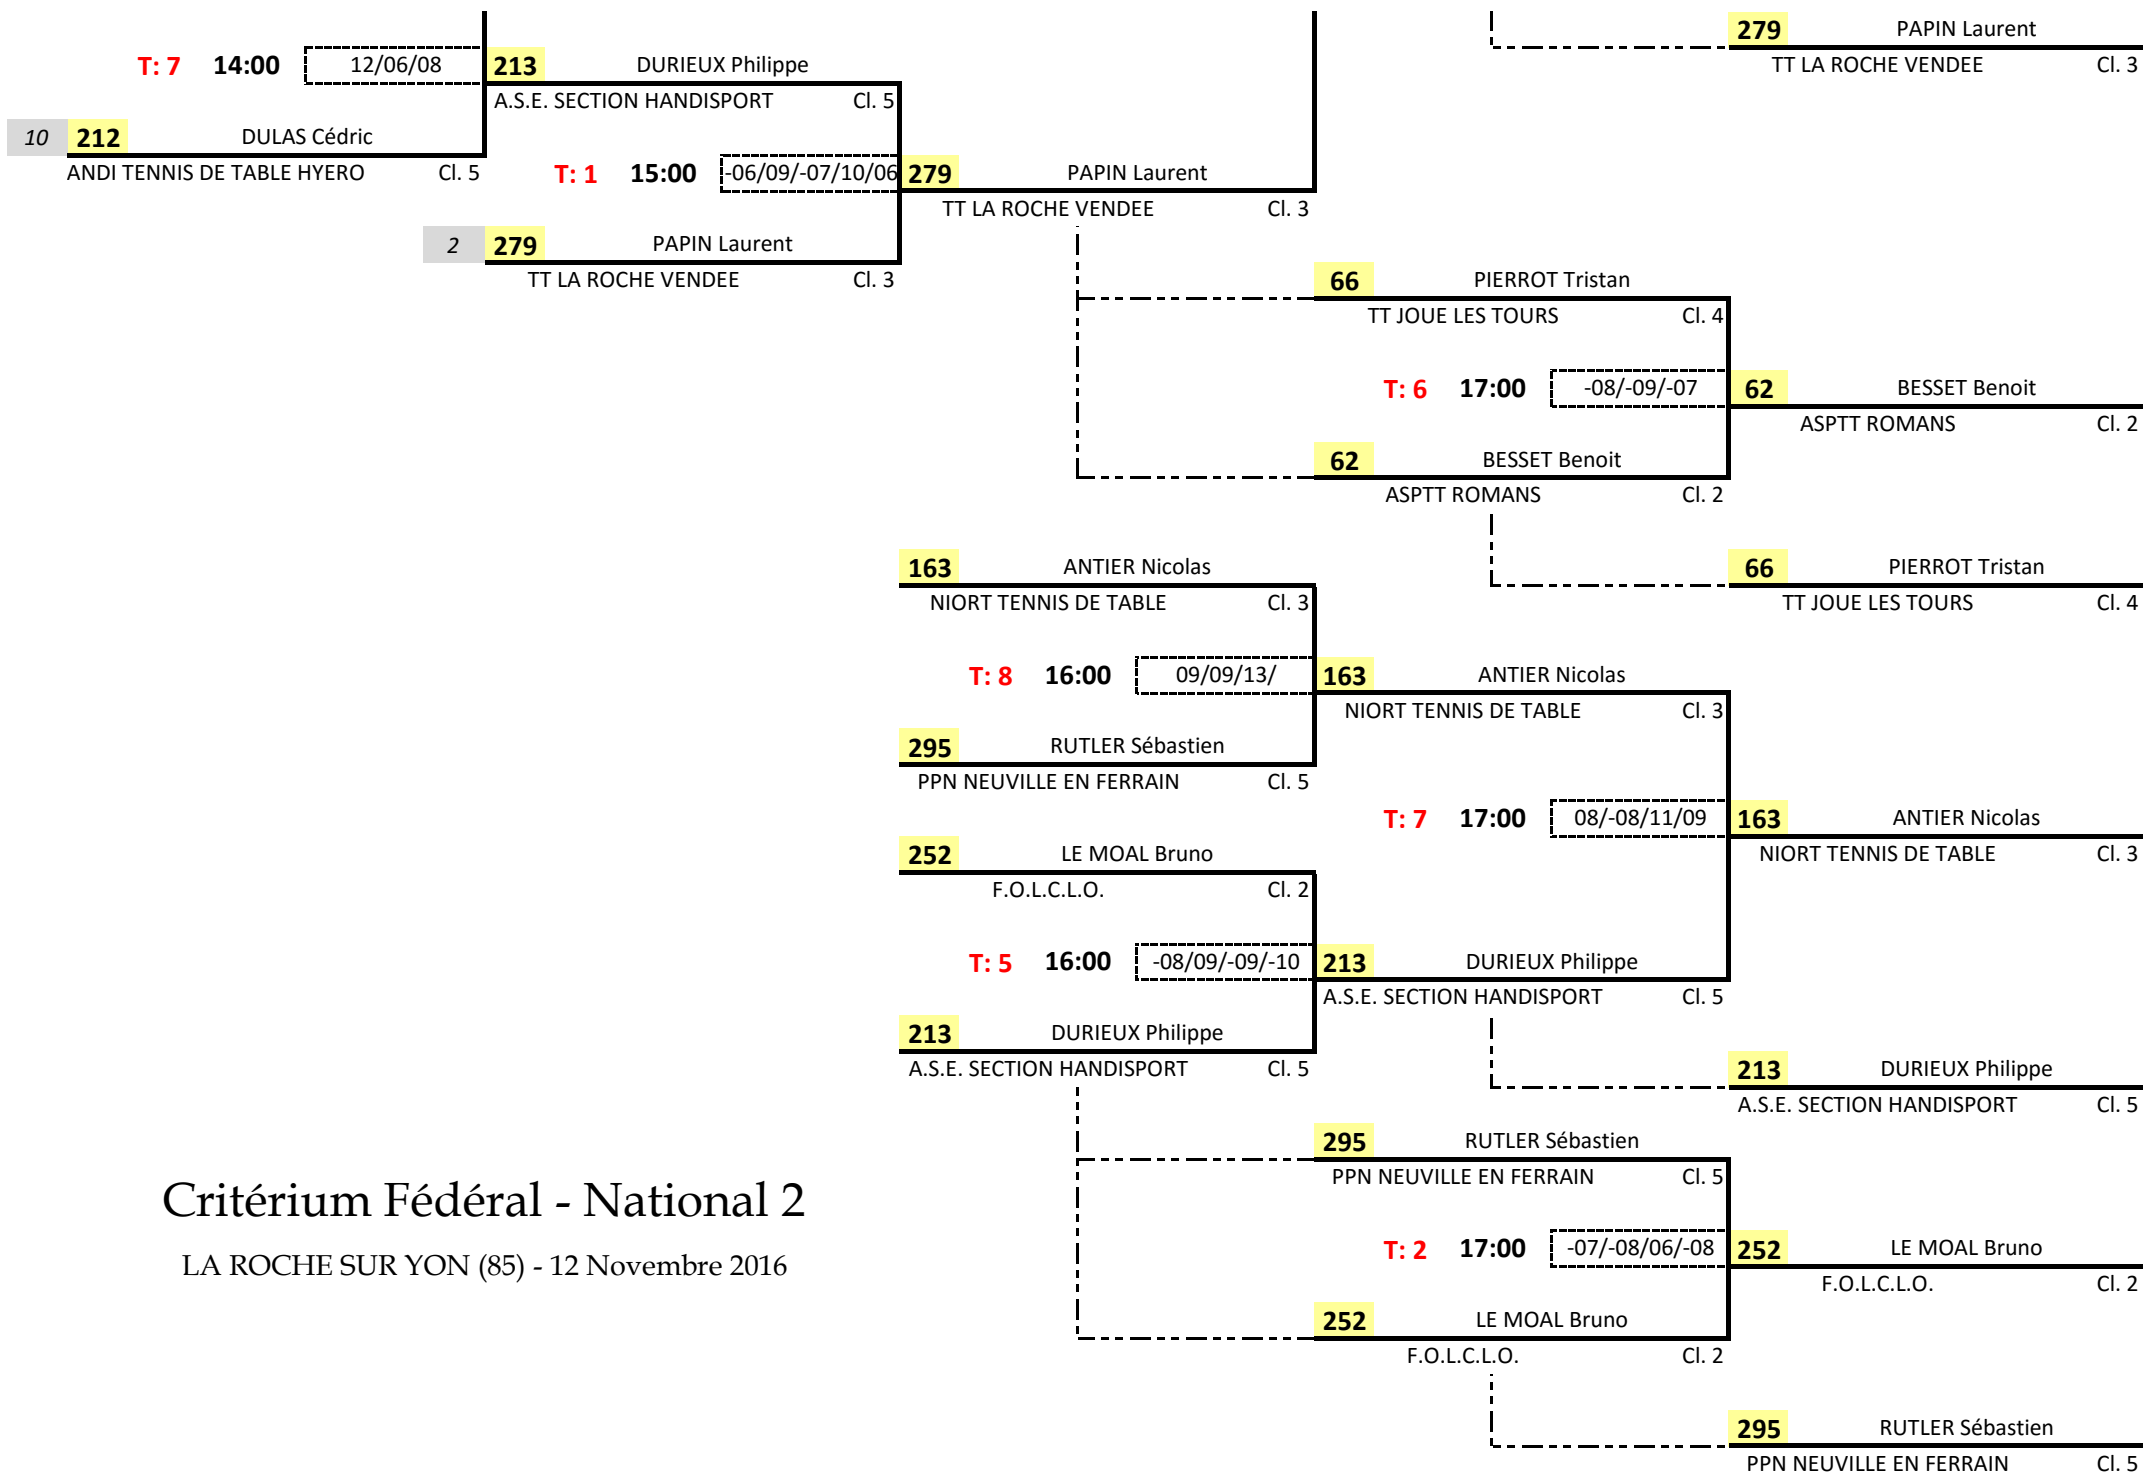 279 PAPIN Laurent
T: 7 14:00 12/06/08 213 DURIEUX Philippe
TT LA ROCHE VENDEE Cl. 3
A.S.E. SECTION HANDISPORT Cl. 5
10 212 DULAS Cédric
ANDI TENNIS DE TABLE HYERO Cl. 5
T: 1 15:00 -06/09/-07/10/06 279 PAPIN Laurent
TT LA ROCHE VENDEE Cl. 3
2 279 PAPIN Laurent
TT LA ROCHE VENDEE Cl. 3
66 PIERROT Tristan
TT JOUE LES TOURS Cl. 4
T: 6 17:00 -08/-09/-07 62 BESSET Benoit
ASPTT ROMANS Cl. 2
62 BESSET Benoit
ASPTT ROMANS Cl. 2
163 ANTIER Nicolas
66 PIERROT Tristan
NIORT TENNIS DE TABLE Cl. 3
TT JOUE LES TOURS Cl. 4
T: 8 16:00 09/09/13/ 163 ANTIER Nicolas
NIORT TENNIS DE TABLE Cl. 3
295 RUTLER Sébastien
PPN NEUVILLE EN FERRAIN Cl. 5
T: 7 17:00 08/-08/11/09 163 ANTIER Nicolas
NIORT TENNIS DE TABLE Cl. 3
252 LE MOAL Bruno
F.O.L.C.L.O. Cl. 2
T: 5 16:00 -08/09/-09/-10 213 DURIEUX Philippe
A.S.E. SECTION HANDISPORT Cl. 5
213 DURIEUX Philippe
A.S.E. SECTION HANDISPORT Cl. 5
213 DURIEUX Philippe
A.S.E. SECTION HANDISPORT Cl. 5
295 RUTLER Sébastien
PPN NEUVILLE EN FERRAIN Cl. 5
Critérium Fédéral - National 2
T: 2 17:00 -07/-08/06/-08 252 LE MOAL Bruno
LA ROCHE SUR YON (85) - 12 Novembre 2016
F.O.L.C.L.O. Cl. 2
252 LE MOAL Bruno
F.O.L.C.L.O. Cl. 2
295 RUTLER Sébastien
PPN NEUVILLE EN FERRAIN Cl. 5